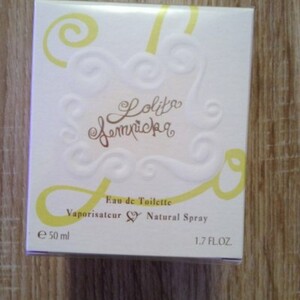 Lolita
Lempicka
Eau de Toilette
Vaporisateur Natural Spray
℮ 50 ml 1.7 FL.OZ.